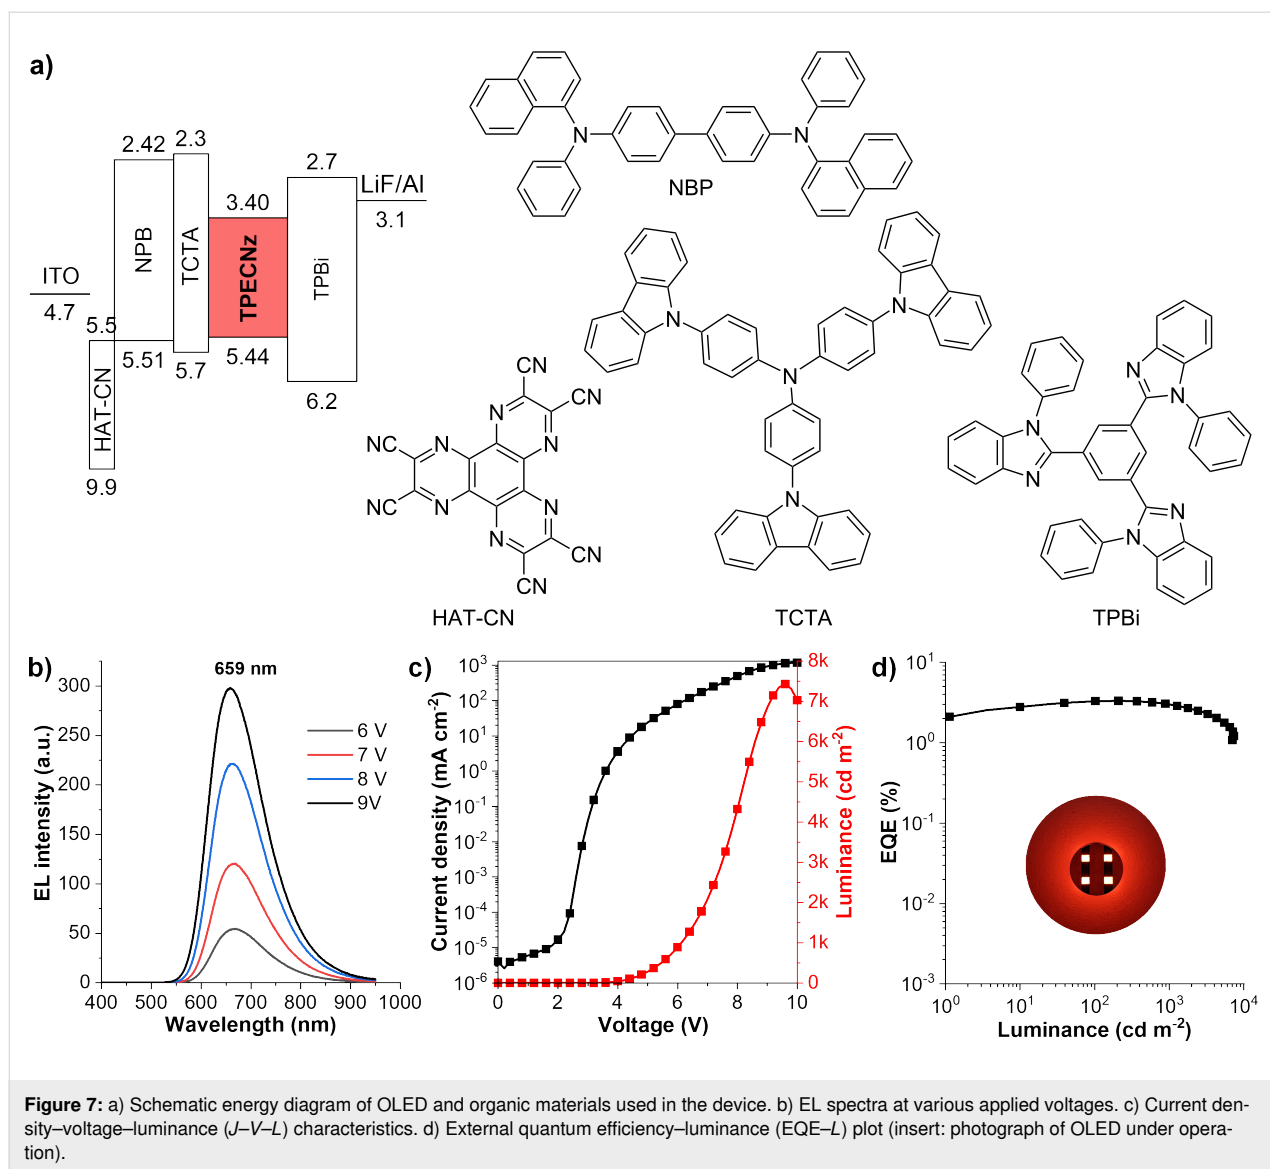 a)
NBP
2.42 2.3 2.7 LiF/Al
3.40 3.1
NPB TCTA TPECNz TPBi
ITO
4.7
5.5
5.51 5.7 5.44
6.2
HAT-CN
9.9
N N
N N N N
N N N N N N
CN CN NC NC CN CN
N N N N N N
HAT-CN TCTA TPBi
b) 659 nm
EL intensity (a.u.)
300
250
200
150
100
50
0
6 V
7 V
8 V
9V
400 500 600 700 800 900 1000
Wavelength (nm)
c)
Current density (mA cm-2)
10³
10²
10¹
10⁰
10⁻¹
10⁻²
10⁻³
10⁻⁴
10⁻⁵
10⁻⁶
0 2 4 6 8 10
Voltage (V)
8k
7k
6k
5k
4k
3k
2k
1k
0
Luminance (cd m⁻²)
d)
EQE (%)
10¹
10⁰
10⁻¹
10⁻²
10⁻³
10⁰ 10¹ 10² 10³ 10⁴
Luminance (cd m⁻²)
Figure 7: a) Schematic energy diagram of OLED and organic materials used in the device. b) EL spectra at various applied voltages. c) Current den-
sity–voltage–luminance (J–V–L) characteristics. d) External quantum efficiency–luminance (EQE–L) plot (insert: photograph of OLED under opera-
tion).